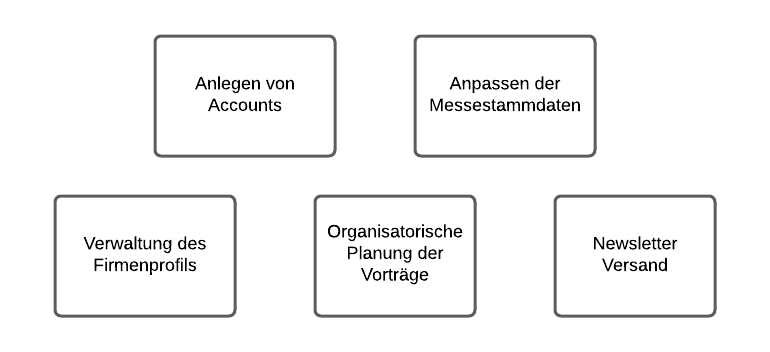 Anlegen von
Accounts
Anpassen der
Messestammdaten
Verwaltung des
Firmenprofils
Organisatorische
Planung der
Vorträge
Newsletter
Versand